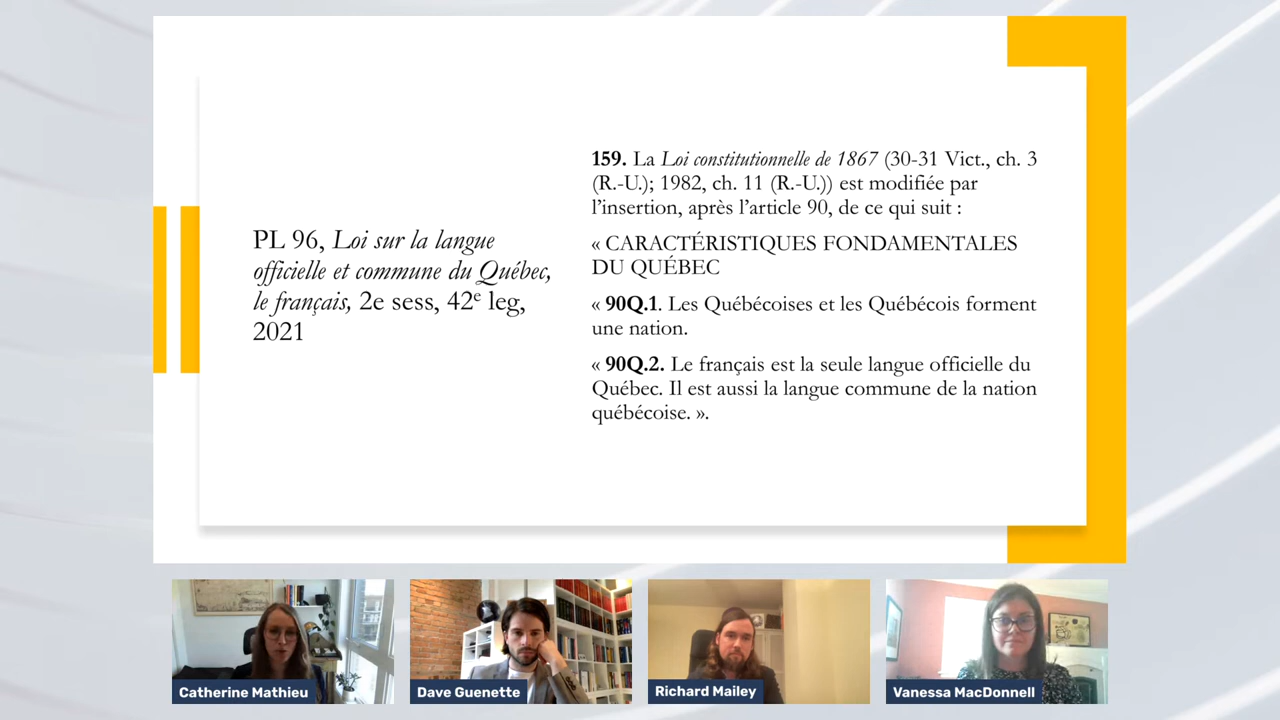 PL 96, Loi sur la langue
officielle et commune du Québec,
le français, 2e sess, 42e leg,
2021
159. La Loi constitutionnelle de 1867 (30-31 Vict., ch. 3
(R.-U.); 1982, ch. 11 (R.-U.)) est modifiée par
l’insertion, après l’article 90, de ce qui suit :
« CARACTÉRISTIQUES FONDAMENTALES
DU QUÉBEC
« 90Q.1. Les Québécoises et les Québécois forment
une nation.
« 90Q.2. Le français est la seule langue officielle du
Québec. Il est aussi la langue commune de la nation
québécoise. ».
Catherine Mathieu
Dave Guenette
Richard Mailey
Vanessa MacDonnell